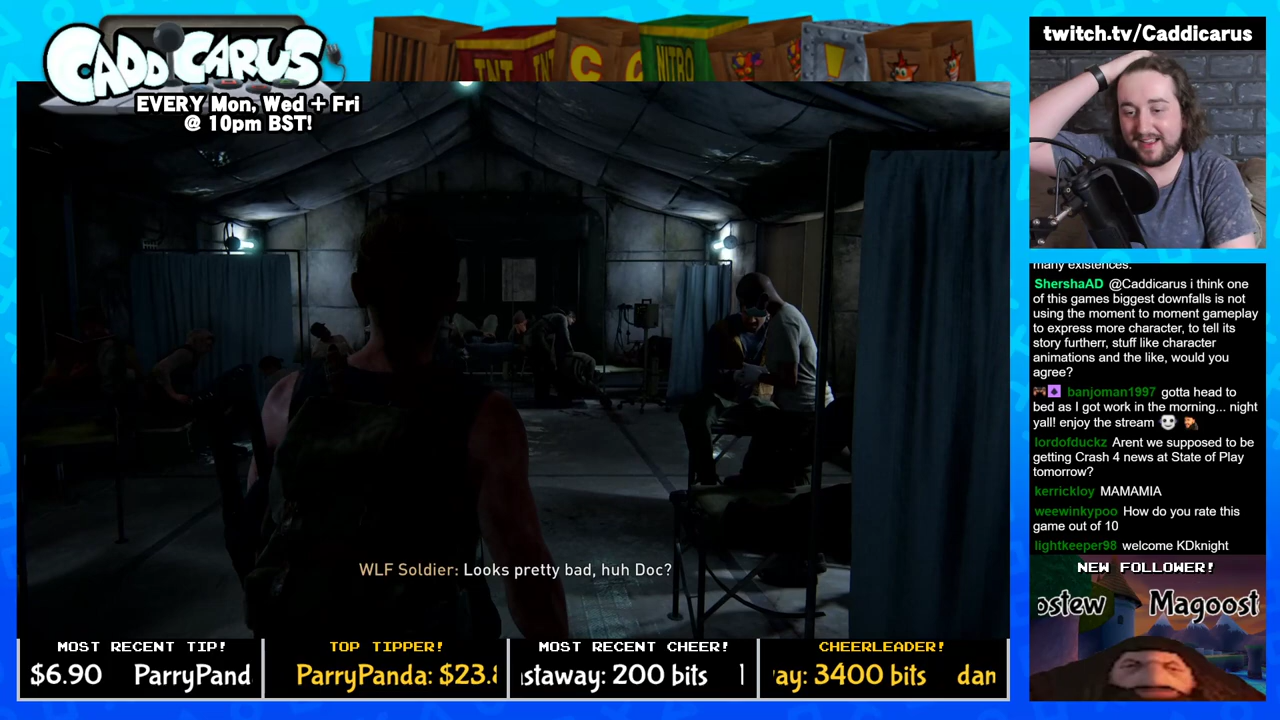 CADDICARUS
EVERY Mon, Wed + Fri
@ 10pm BST!
TNT
C
NITRO
twitch.tv/Caddicarus
many existences.
ShershaAD @Caddicarus i think one
of this games biggest downfalls is not
using the moment to moment gameplay
to express more character, to tell its
story furtherr, stuff like character
animations and the like, would you
agree?
banjoman1997 gotta head to
bed as I got work in the morning... night
yall! enjoy the stream
lordofduckz Arent we supposed to be
getting Crash 4 news at State of Play
tomorrow?
kerrickloy MAMAMIA
weewinkypoo How do you rate this
game out of 10
lightkeeper98 welcome KDknight
WLF Soldier: Looks pretty bad, huh Doc?
NEW FOLLOWER!
ostew Magoost
MOST RECENT TIP!
$6.90 ParryPand
TOP TIPPER!
ParryPanda: $23.8
MOST RECENT CHEER!
staway: 200 bits
CHEERLEADER!
ay: 3400 bits dan